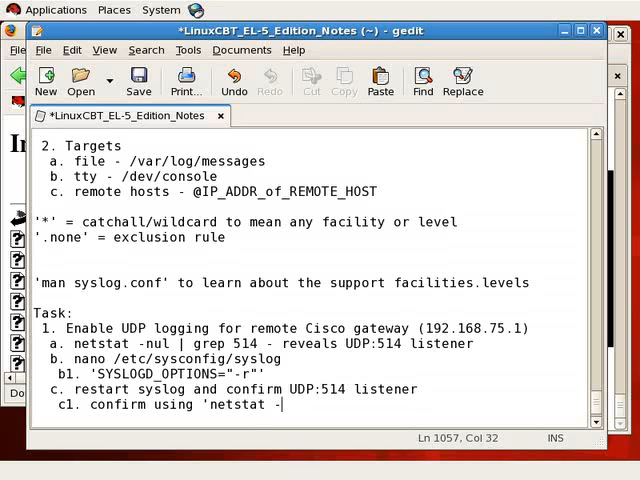 Applications Places System
*LinuxCBT_EL-5_Edition_Notes (~) - gedit
File
File Edit View Search Tools Documents Help
New Open Save Print... Undo Redo Cut Copy Paste Find Replace
*LinuxCBT_EL-5_Edition_Notes
2. Targets
a. file - /var/log/messages
b. tty - /dev/console
c. remote hosts - @IP_ADDR_of_REMOTE_HOST
'*' = catchall/wildcard to mean any facility or level
'.none' = exclusion rule
'man syslog.conf' to learn about the support facilities.levels
Task:
1. Enable UDP logging for remote Cisco gateway (192.168.75.1)
a. netstat -nul | grep 514 - reveals UDP:514 listener
b. nano /etc/sysconfig/syslog
b1. 'SYSLOGD_OPTIONS="-r"'
c. restart syslog and confirm UDP:514 listener
c1. confirm using 'netstat -
Ln 1057, Col 32 INS